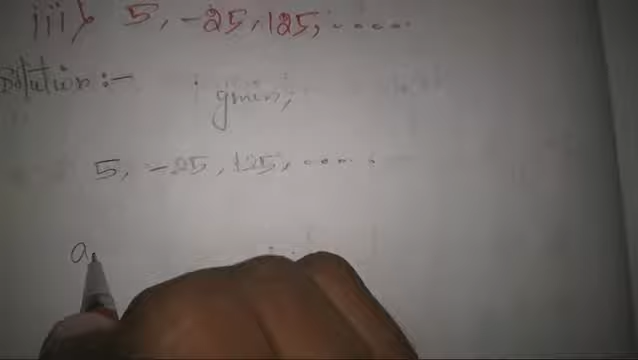 iii) 5, -25, 125, .....
Solution :-
given,
5, -25, 125, .....
a